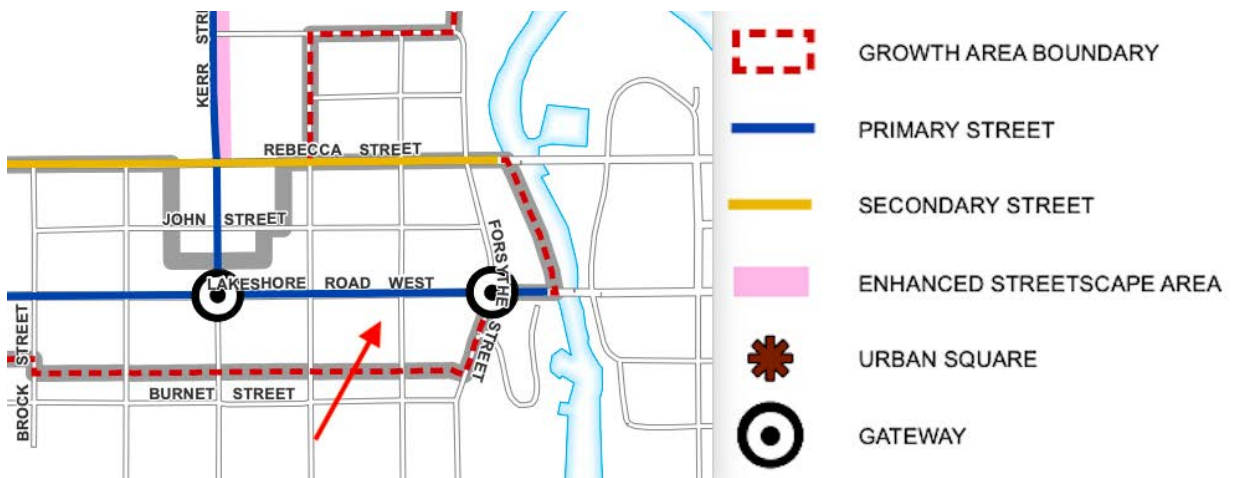 KERR STRE
REBECCA STREET
JOHN STREET
FORSYTHE STREET
LAKESHORE ROAD WEST
BROCK STREET
BURNET STREET
GROWTH AREA BOUNDARY
PRIMARY STREET
SECONDARY STREET
ENHANCED STREETSCAPE AREA
URBAN SQUARE
GATEWAY